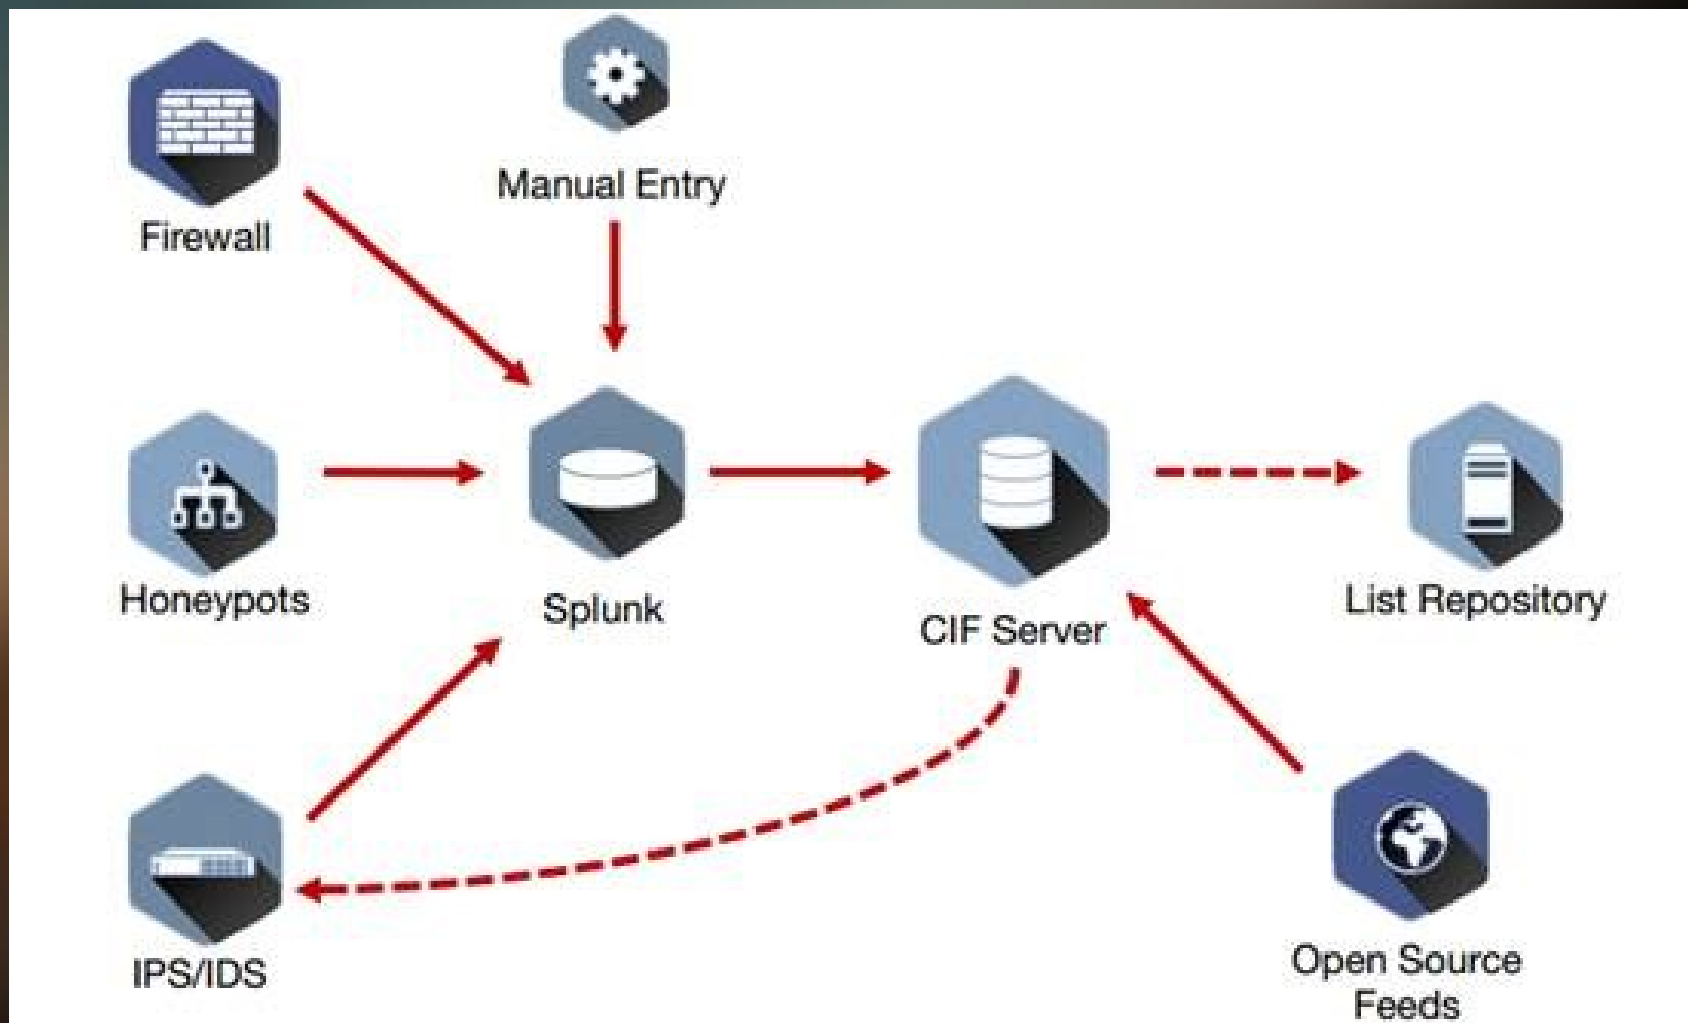 Manual Entry
Firewall
Honeypots
Splunk
CIF Server
List Repository
IPS/IDS
Open Source
Feeds